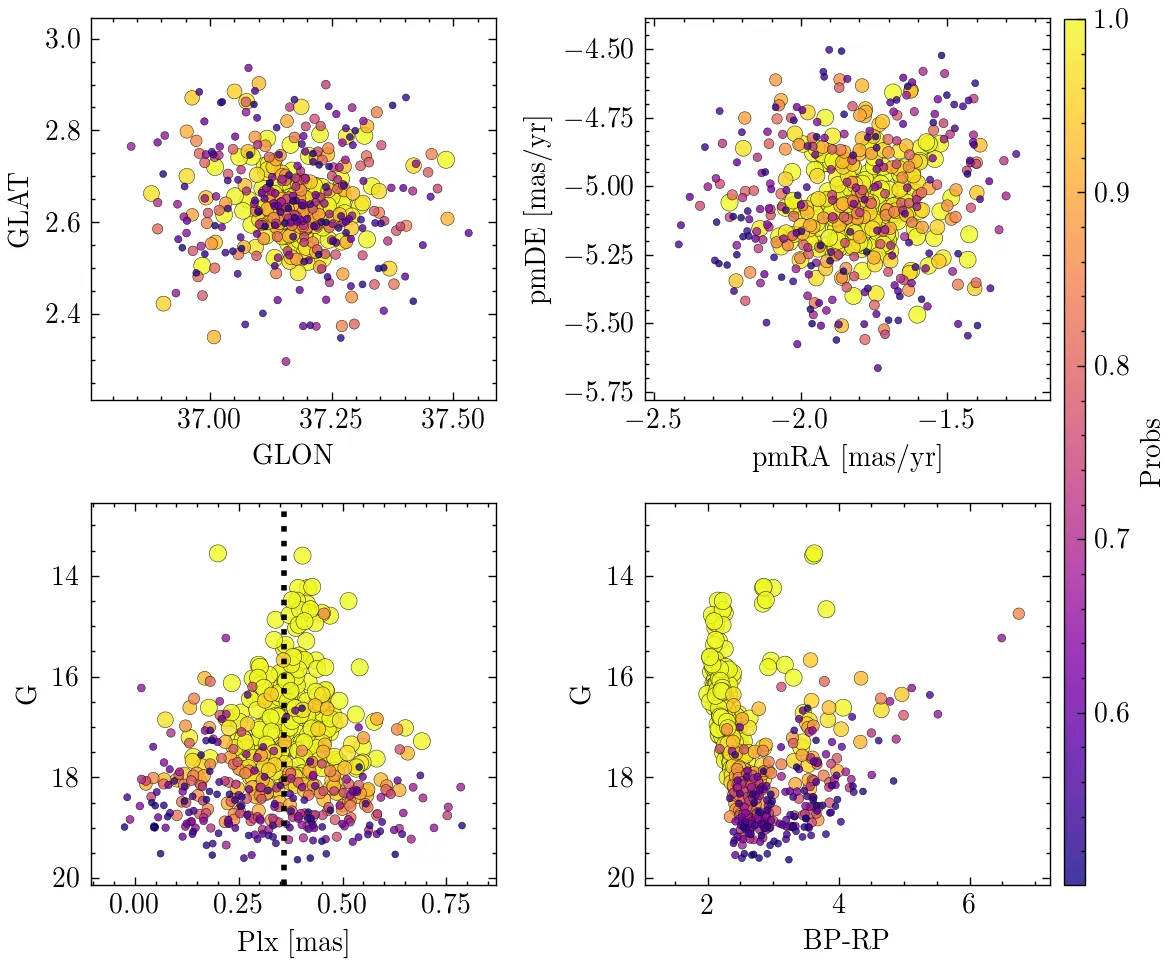 3.0
2.8
2.6
2.4
GLAT
37.00 37.25 37.50
GLON
−4.50
−4.75
−5.00
−5.25
−5.50
−5.75
pmDE [mas/yr]
−2.5 −2.0 −1.5
pmRA [mas/yr]
14
16
18
20
G
0.00 0.25 0.50 0.75
Plx [mas]
14
16
18
20
G
2 4 6
BP-RP
1.0
0.9
0.8
0.7
0.6
Probs